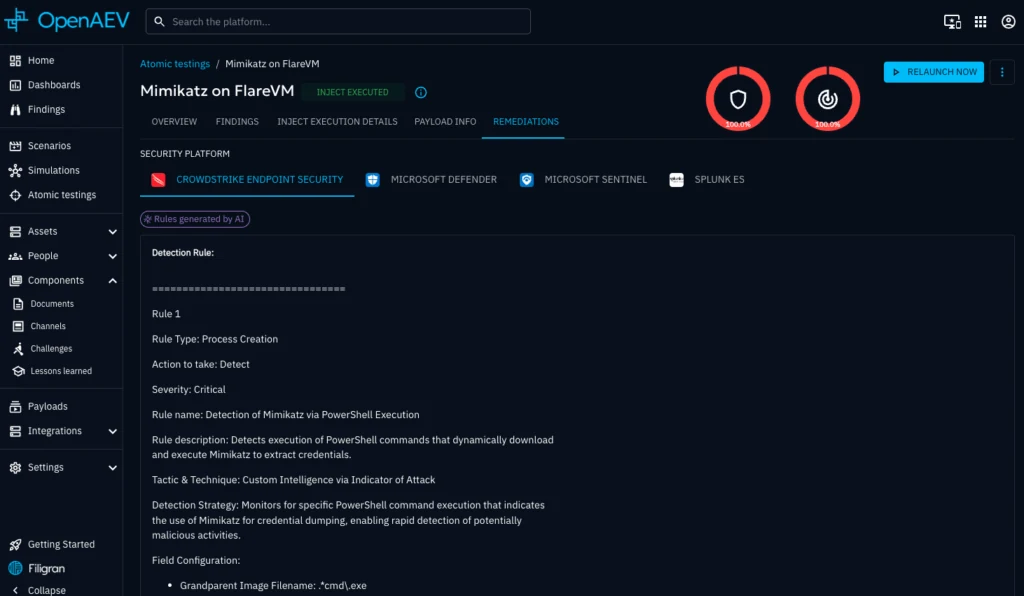 OpenAEV
Search the platform...
Home
Dashboards
Findings
Scenarios
Simulations
Atomic testings
Assets
People
Components
Documents
Channels
Challenges
Lessons learned
Payloads
Integrations
Settings
Getting Started
Filigran
Collapse
Atomic testings / Mimikatz on FlareVM
Mimikatz on FlareVM INJECT EXECUTED
100.0% 100.0%
RELAUNCH NOW
OVERVIEW FINDINGS INJECT EXECUTION DETAILS PAYLOAD INFO REMEDIATIONS
SECURITY PLATFORM
CROWDSTRIKE ENDPOINT SECURITY MICROSOFT DEFENDER MICROSOFT SENTINEL SPLUNK ES
Rules generated by AI
Detection Rule:
================================
Rule 1
Rule Type: Process Creation
Action to take: Detect
Severity: Critical
Rule name: Detection of Mimikatz via PowerShell Execution
Rule description: Detects execution of PowerShell commands that dynamically download
and execute Mimikatz to extract credentials.
Tactic & Technique: Custom Intelligence via Indicator of Attack
Detection Strategy: Monitors for specific PowerShell command execution that indicates
the use of Mimikatz for credential dumping, enabling rapid detection of potentially
malicious activities.
Field Configuration:
• Grandparent Image Filename: .*cmd\.exe